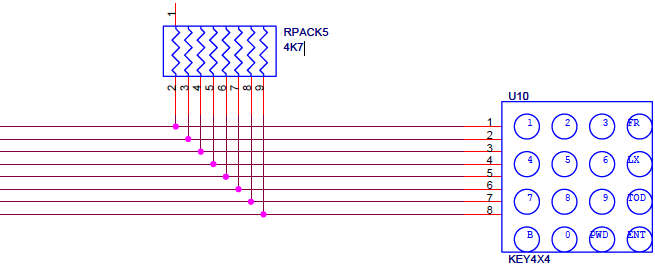 1
RPACK5
4K7
2 3 4 5 6 7 8 9
U10
1
2
3
4
5
6
7
8
1 2 3 FR
4 5 6 LX
7 8 9 TOD
B 0 PWD ENT
KEY4X4